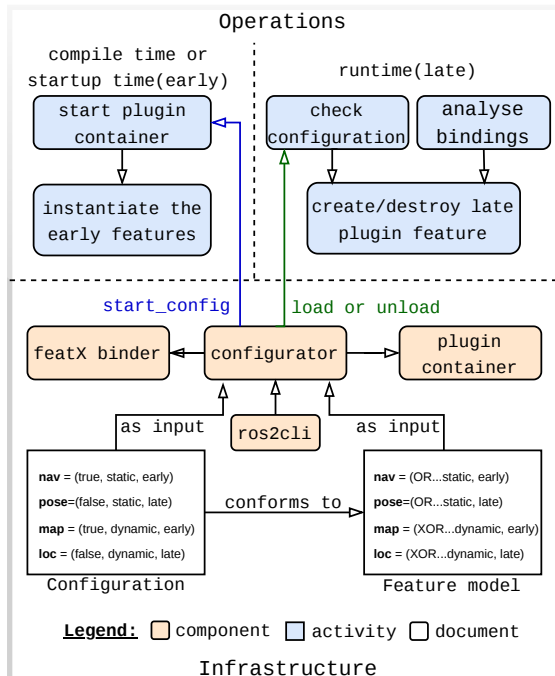 Operations
compile time or
startup time(early)
runtime(late)
start plugin
container
check
configuration
analyse
bindings
instantiate the
early features
create/destroy late
plugin feature
start_config
load or unload
featX binder
configurator
plugin
container
as input
ros2cli
as input
nav = (true, static, early)
pose=(false, static, late)
map = (true, dynamic, early)
loc = (false, dynamic, late)
conforms to
nav = (OR...static, early)
pose=(OR...static, late)
map = (XOR...dynamic, early)
loc = (XOR...dynamic, late)
Configuration
Feature model
Legend: component activity document
Infrastructure